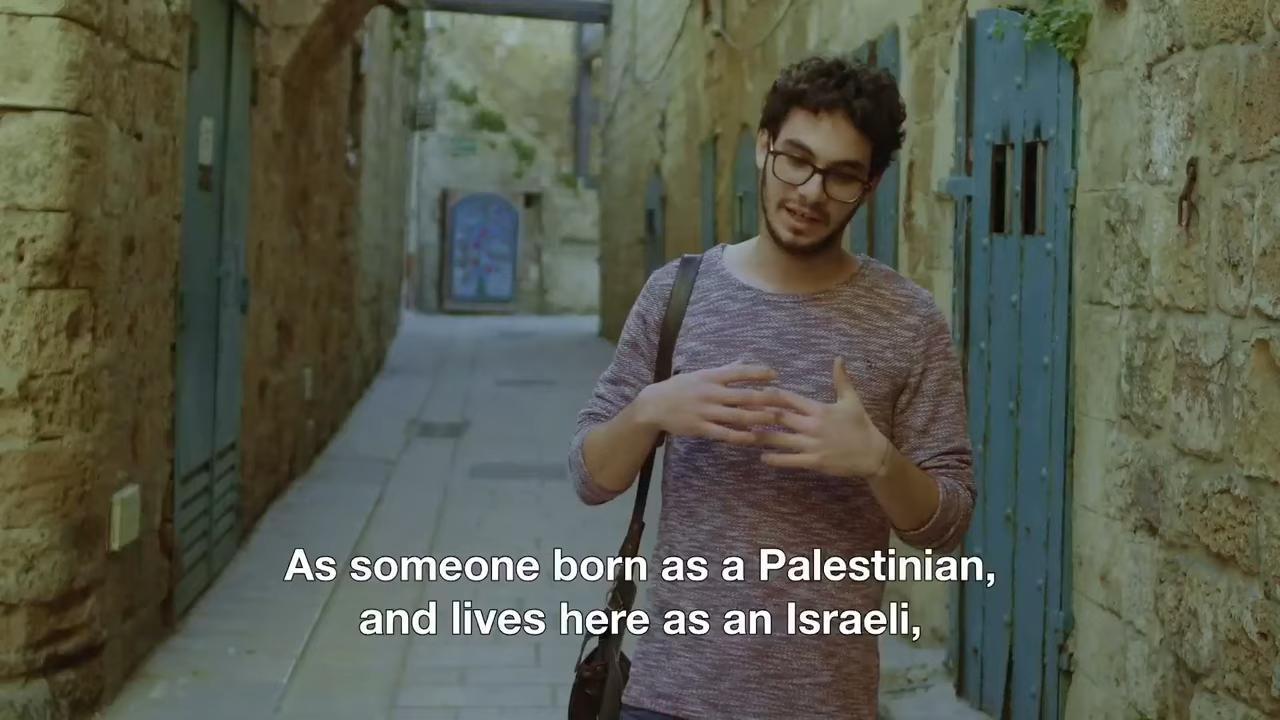 As someone born as a Palestinian,
and lives here as an Israeli,